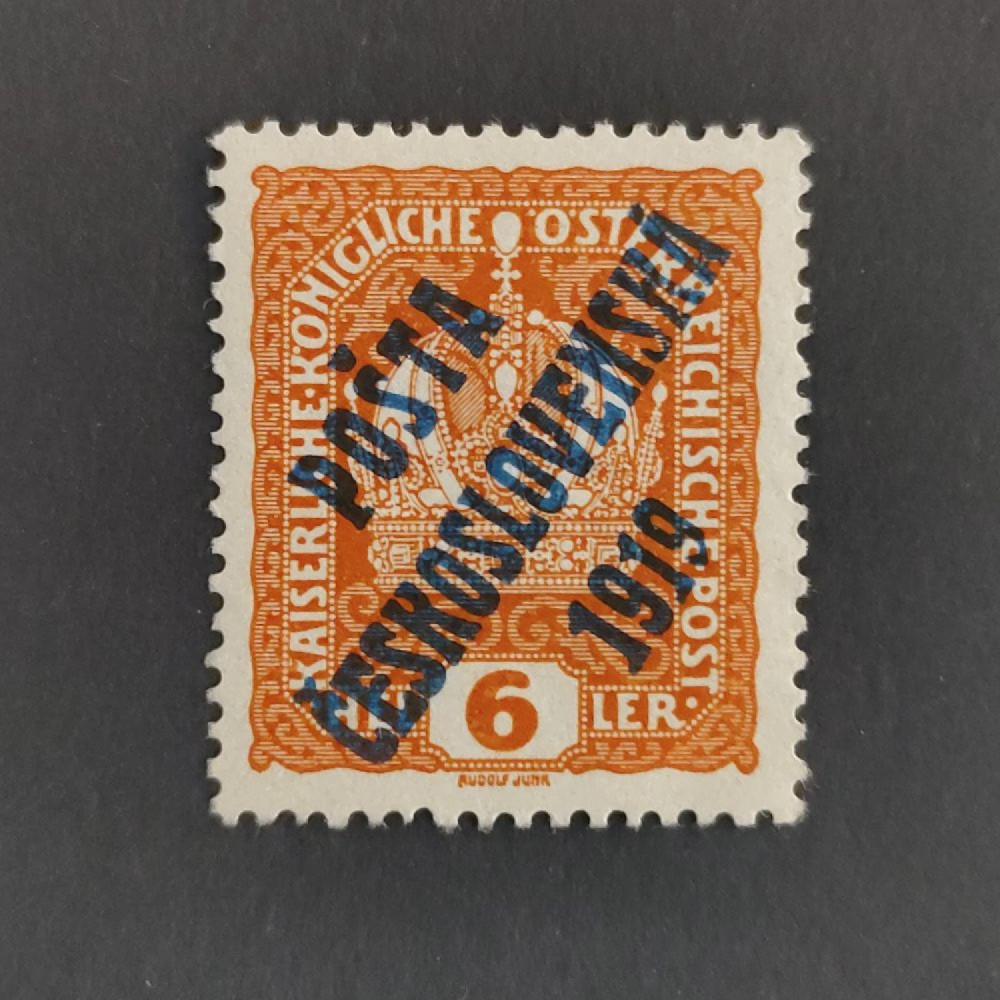 KAISERLICHE·KÖNIGLICHE ÖSTERREICHISCHE POST·
POŠTA
ČESKOSLOVENSKÁ
1919
HELLER·
6
RUDOLF JUNK